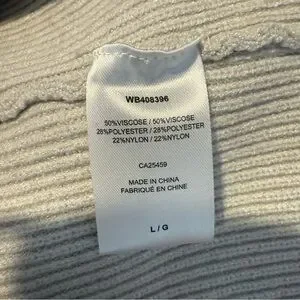 WB408396
50%VISCOSE / 50%VISCOSE
28%POLYESTER / 28%POLYESTER
22%NYLON / 22%NYLON
CA25459
MADE IN CHINA
FABRIQUÉ EN CHINE
L / G